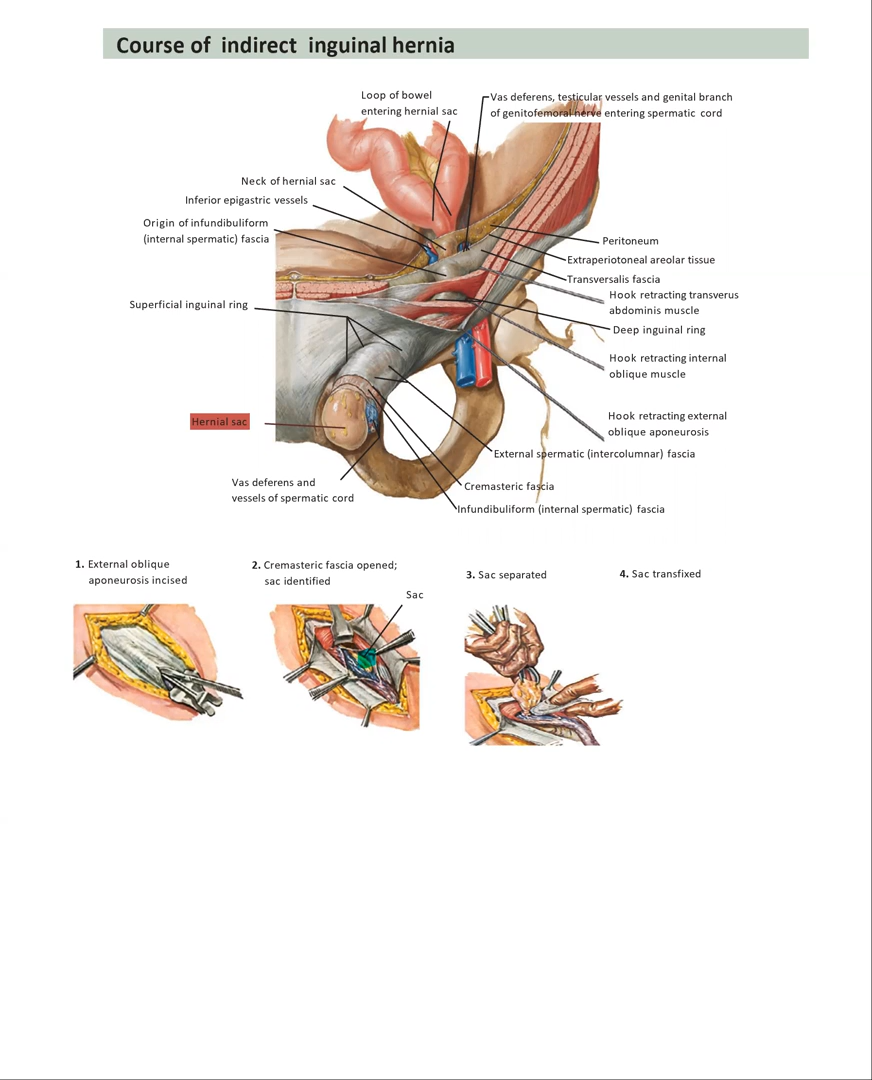 Course of indirect inguinal hernia
Loop of bowel
entering hernial sac
Vas deferens, testicular vessels and genital branch
of genitofemoral nerve entering spermatic cord
Neck of hernial sac
Inferior epigastric vessels
Origin of infundibuliform
(internal spermatic) fascia
Peritoneum
Extraperiotoneal areolar tissue
Transversalis fascia
Hook retracting transverus
abdominis muscle
Superficial inguinal ring
Deep inguinal ring
Hook retracting internal
oblique muscle
Hernial sac
Hook retracting external
oblique aponeurosis
External spermatic (intercolumnar) fascia
Vas deferens and
vessels of spermatic cord
Cremasteric fascia
Infundibuliform (internal spermatic) fascia
1. External oblique
aponeurosis incised
2. Cremasteric fascia opened;
sac identified
3. Sac separated
4. Sac transfixed
Sac